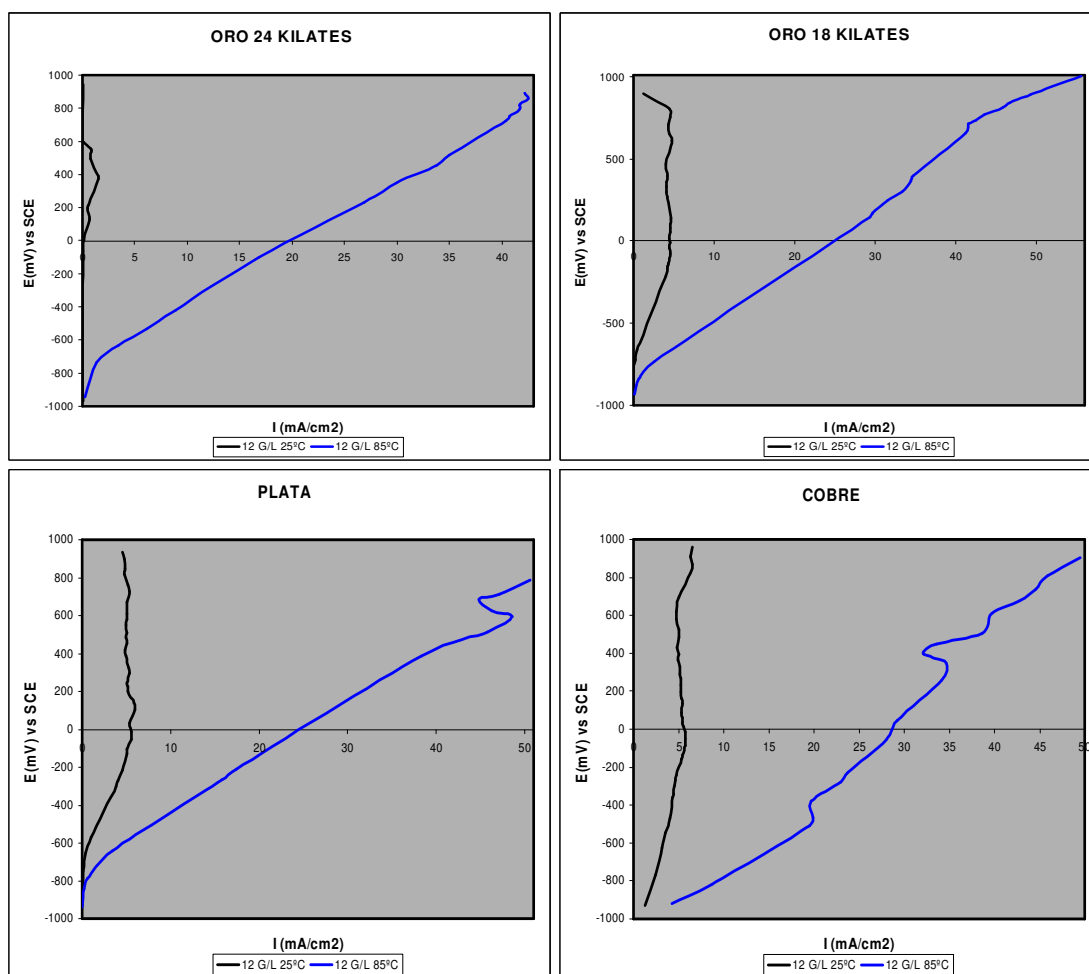 ORO 24 KILATES
1000
800
600
400
200
0
-200
-400
-600
-800
-1000
0 5 10 15 20 25 30 35 40
E(mV) vs SCE
I (mA/cm2)
12 G/L 25ºC 12 G/L 85ºC
ORO 18 KILATES
1000
500
0
-500
-1000
0 10 20 30 40 50
E(mV) vs SCE
I (mA/cm2)
12 G/L 25ºC 12 G/L 85ºC
PLATA
1000
800
600
400
200
0
-200
-400
-600
-800
-1000
0 10 20 30 40 50
E(mV) vs SCE
I (mA/cm2)
12 G/L 25ºC 12 G/L 85ºC
COBRE
1000
800
600
400
200
0
-200
-400
-600
-800
-1000
0 5 10 15 20 25 30 35 40 45 50
E(mV) vs SCE
I (mA/cm2)
12 G/L 25ºC 12 G/L 85ºC